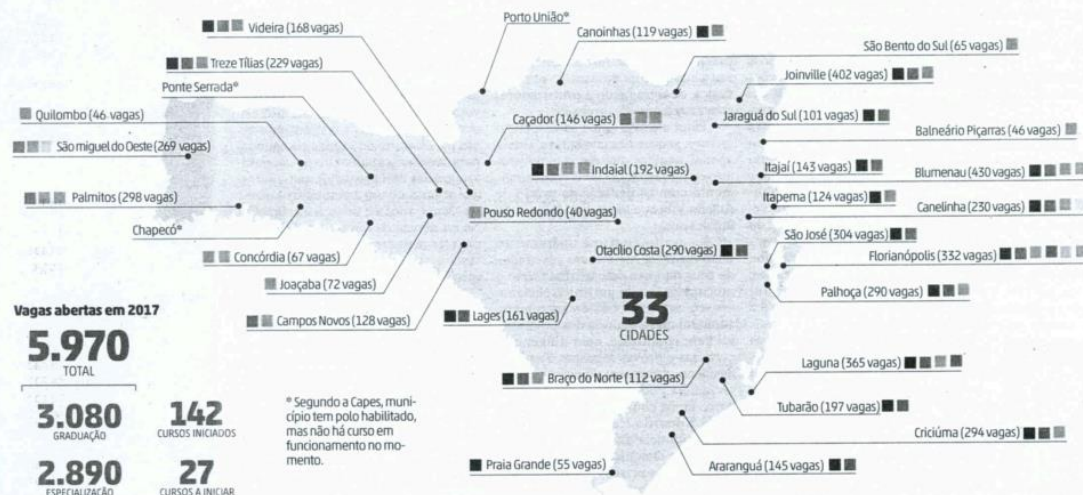 Porto União*
Videira (168 vagas)
Canoinhas (119 vagas)
São Bento do Sul (65 vagas)
Treze Tílias (229 vagas)
Joinville (402 vagas)
Ponte Serrada*
Quilombo (46 vagas)
Caçador (146 vagas)
Jaraguá do Sul (101 vagas)
Balneário Piçarras (46 vagas)
São miguel do Oeste (269 vagas)
Indaial (192 vagas)
Itajaí (143 vagas)
Blumenau (430 vagas)
Palmitos (298 vagas)
Pouso Redondo (40 vagas)
Itapema (124 vagas)
Canelinha (230 vagas)
Chapecó*
São José (304 vagas)
Concórdia (67 vagas)
Otacílio Costa (290 vagas)
Florianópolis (332 vagas)
Joaçaba (72 vagas)
Palhoça (290 vagas)
Campos Novos (128 vagas)
Lages (161 vagas)
33
CIDADES
Vagas abertas em 2017
5.970
TOTAL
3.080
GRADUAÇÃO
142
CURSOS INICIADOS
2.890
ESPECIALIZAÇÃO
27
CURSOS A INICIAR
* Segundo a Capes, muni-
cípio tem polo habilitado,
mas não há curso em
funcionamento no mo-
mento.
Braço do Norte (112 vagas)
Laguna (365 vagas)
Tubarão (197 vagas)
Criciúma (294 vagas)
Praia Grande (55 vagas)
Araranguá (145 vagas)